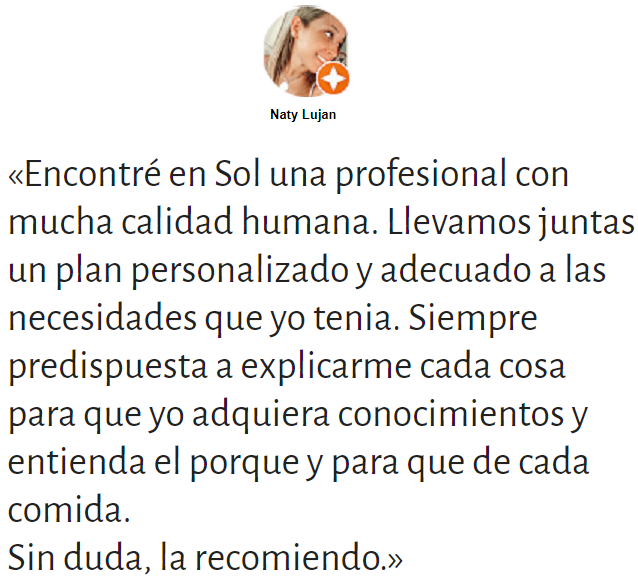 Naty Lujan
«Encontré en Sol una profesional con
mucha calidad humana. Llevamos juntas
un plan personalizado y adecuado a las
necesidades que yo tenia. Siempre
predispuesta a explicarme cada cosa
para que yo adquiera conocimientos y
entienda el porque y para que de cada
comida.
Sin duda, la recomiendo.»